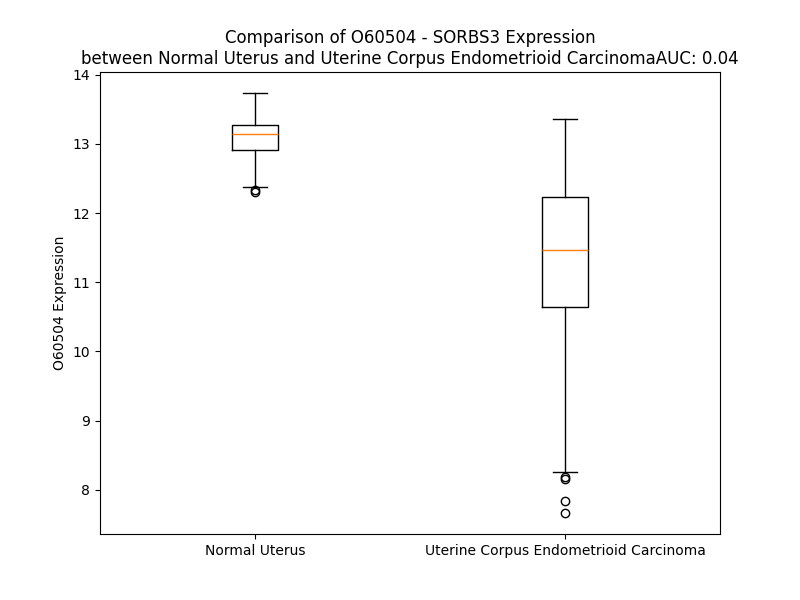 Comparison of O60504 - SORBS3 Expression
between Normal Uterus and Uterine Corpus Endometrioid CarcinomaAUC: 0.04
14
13
12
11
10
9
8
O60504 Expression
Normal Uterus
Uterine Corpus Endometrioid Carcinoma